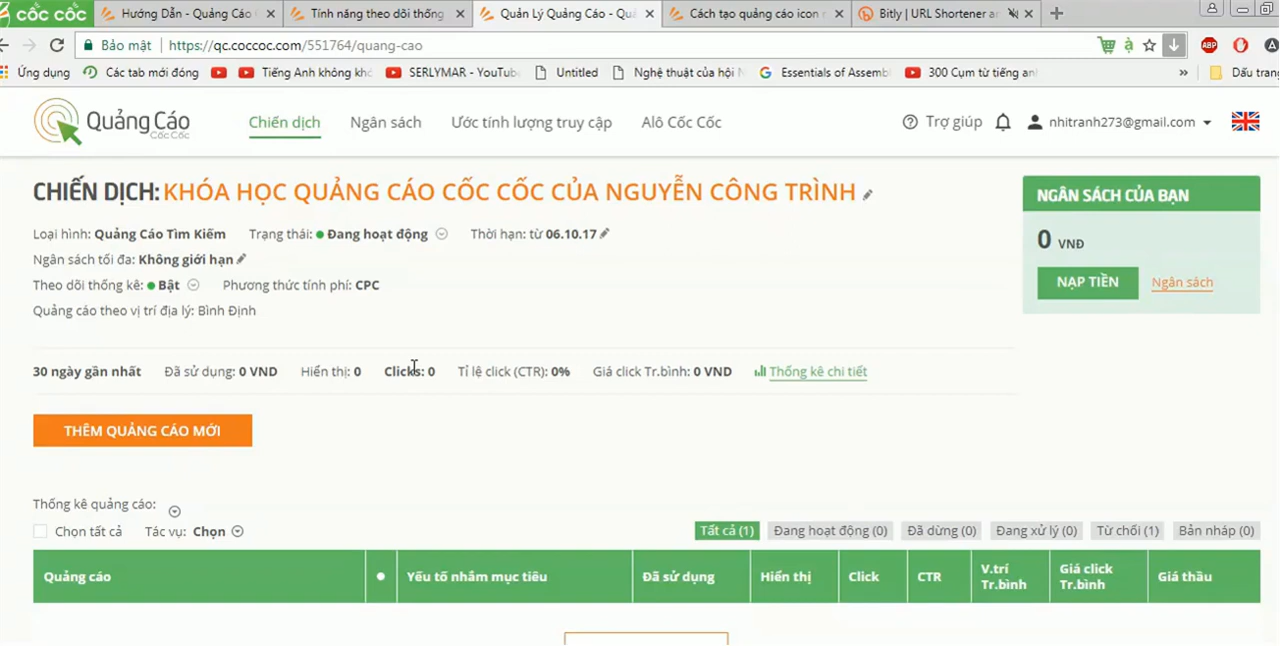 CỐC CỐC
Hướng Dẫn - Quảng Cáo
Tính năng theo dõi thống
Quản Lý Quảng Cáo - Quả
Cách tạo quảng cáo icon
Bitly | URL Shortener
Bảo mật
https://qc.coccoc.com/551764/quang-cao
ABP
Ứng dụng
Các tab mới đóng
Tiếng Anh không
SERLYMAR - YouTub
Untitled
Nghệ thuật của hội
Essentials of Assemb
300 Cụm từ tiếng
Dấu
Quảng Cáo
Cốc Cốc
Chiến dịch
Ngân sách
Ước tính lượng truy cập
Alô Cốc Cốc
Trợ giúp
nhitranh273@gmail.com
CHIẾN DỊCH: KHÓA HỌC QUẢNG CÁO CỐC CỐC CỦA NGUYỄN CÔNG TRÌNH
Loại hình: Quảng Cáo Tìm Kiếm Trạng thái: Đang hoạt động Thời hạn: từ 06.10.17
Ngân sách tối đa: Không giới hạn
Theo dõi thống kê: Bật Phương thức tính phí: CPC
Quảng cáo theo vị trí địa lý: Bình Định
NGÂN SÁCH CỦA BẠN
0 VNĐ
NẠP TIỀN Ngân sách
30 ngày gần nhất Đã sử dụng: 0 VND Hiển thị: 0 Clicks: 0 Tỉ lệ click (CTR): 0% Giá click Tr.bình: 0 VND Thống kê chi tiết
THÊM QUẢNG CÁO MỚI
Thống kê quảng cáo:
Chọn tất cả Tác vụ: Chọn
Tất cả (1) Đang hoạt động (0) Đã dừng (0) Đang xử lý (0) Từ chối (1) Bản nháp (0)
Quảng cáo
Yếu tố nhắm mục tiêu
Đã sử dụng
Hiển thị
Click
CTR
V.trí
Tr.bình
Giá click
Tr.bình
Giá thầu